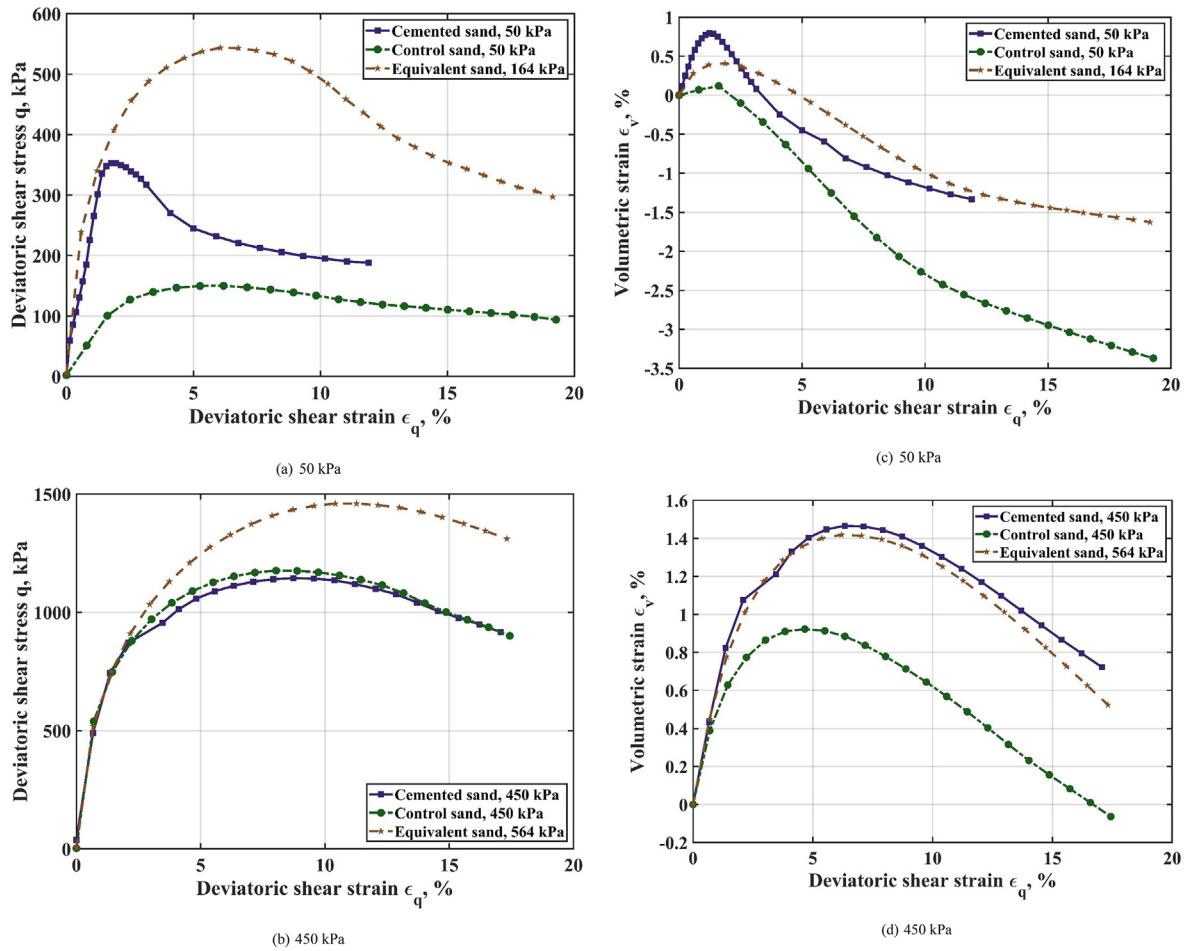 600
500
400
300
200
100
0
0 5 10 15 20
Deviatoric shear stress q, kPa
Deviatoric shear strain ϵq, %
Cemented sand, 50 kPa
Control sand, 50 kPa
Equivalent sand, 164 kPa
(a) 50 kPa
1
0.5
0
-0.5
-1
-1.5
-2
-2.5
-3
-3.5
0 5 10 15 20
Volumetric strain ϵv, %
Deviatoric shear strain ϵq, %
Cemented sand, 50 kPa
Control sand, 50 kPa
Equivalent sand, 164 kPa
(c) 50 kPa
1500
1000
500
0
0 5 10 15 20
Deviatoric shear stress q, kPa
Deviatoric shear strain ϵq, %
Cemented sand, 450 kPa
Control sand, 450 kPa
Equivalent sand, 564 kPa
(b) 450 kPa
1.6
1.4
1.2
1
0.8
0.6
0.4
0.2
0
-0.2
0 5 10 15 20
Volumetric strain ϵv, %
Deviatoric shear strain ϵq, %
Cemented sand, 450 kPa
Control sand, 450 kPa
Equivalent sand, 564 kPa
(d) 450 kPa